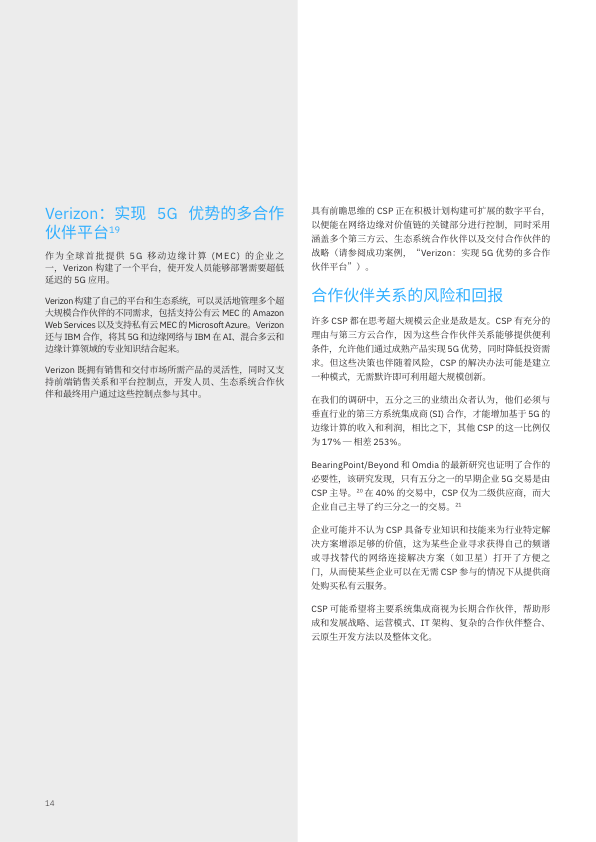 Verizon：实现 5G 优势的多合作
伙伴平台¹⁹
作为全球首批提供 5G 移动边缘计算 (MEC) 的企业之
一，Verizon 构建了一个平台，使开发人员能够部署需要超低
延迟的 5G 应用。
Verizon 构建了自己的平台和生态系统，可以灵活地管理多个超
大规模合作伙伴的不同需求，包括支持公有云 MEC 的 Amazon
Web Services 以及支持私有云 MEC 的 Microsoft Azure。Verizon
还与 IBM 合作，将其 5G 和边缘网络与 IBM 在 AI、混合多云和
边缘计算领域的专业知识结合起来。
Verizon 既拥有销售和交付市场所需产品的灵活性，同时又支
持前端销售关系和平台控制点，开发人员、生态系统合作伙伴
和最终用户通过这些控制点参与其中。
具有前瞻思维的 CSP 正在积极计划构建可扩展的数字平台，
以便能在网络边缘对价值链的关键部分进行控制，同时采用
涵盖多个第三方云、生态系统合作伙伴以及交付合作伙伴的
战略（请参阅成功案例，“Verizon：实现 5G 优势的多合作
伙伴平台”）。
合作伙伴关系的风险和回报
许多 CSP 都在思考超大规模云企业是敌是友。CSP 有充分的
理由与第三方云合作，因为这些合作伙伴能够提供便利
条件，允许他们通过成熟产品实现 5G 优势，同时降低投资需
求。但这些决策也伴随着风险，CSP 的解决办法可能是建立
一种模式，无需默许即可利用超大规模创新。
在我们的调研中，五分之三的业绩出众者认为，他们必须与
垂直行业的第三方系统集成商 (SI) 合作，才能增加基于 5G 的
边缘计算的收入和利润，相比之下，其他 CSP 的这一比例仅
为 17% — 相差 253%。
BearingPoint/Beyond 和 Omdia 的最新研究也证明了合作的
必要性，该研究发现，只有五分之一的早期企业 5G 交易是由
CSP 主导。²⁰ 在 40% 的交易中，CSP 仅为二级供应商，而大
企业自己主导了约三分之一的交易。²¹
企业可能并不认为 CSP 具备专业知识和技能来为行业特定解
决方案增添足够的价值，这为某些企业寻求获得自己的频谱
或寻找替代的网络连接解决方案（如卫星）打开了方便之
门，从而使某些企业可以在无需 CSP 参与的情况下从提供商
处购买私有云服务。
CSP 可能希望将主要系统集成商视为长期合作伙伴，帮助形
成和发展战略、运营模式、IT 架构、复杂的合作伙伴整合、
云原生开发方法以及整体文化。
14